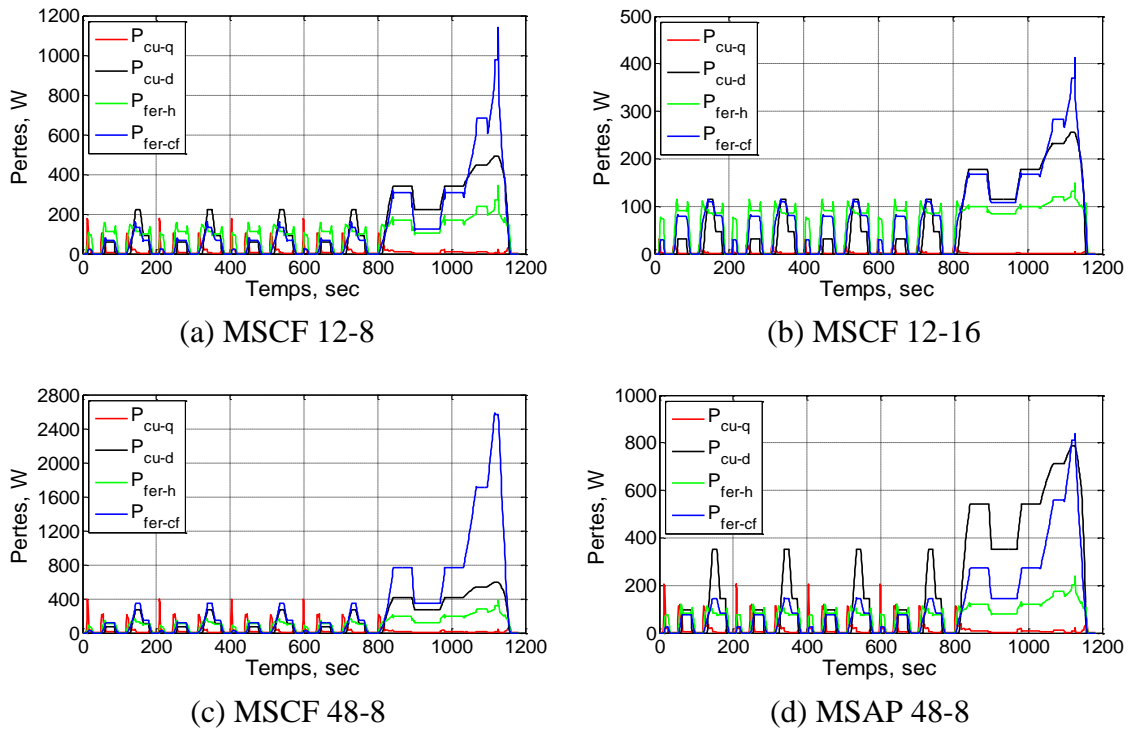 1200
1000
800
600
400
200
0
Pertes, W
P_cu-q
P_cu-d
P_fer-h
P_fer-cf
0 200 400 600 800 1000 1200
Temps, sec
(a) MSCF 12-8
500
400
300
200
100
0
Pertes, W
P_cu-q
P_cu-d
P_fer-h
P_fer-cf
0 200 400 600 800 1000 1200
Temps, sec
(b) MSCF 12-16
2800
2400
2000
1600
1200
800
400
0
Pertes, W
P_cu-q
P_cu-d
P_fer-h
P_fer-cf
0 200 400 600 800 1000 1200
Temps, sec
(c) MSCF 48-8
1000
800
600
400
200
0
Pertes, W
P_cu-q
P_cu-d
P_fer-h
P_fer-cf
0 200 400 600 800 1000 1200
Temps, sec
(d) MSAP 48-8